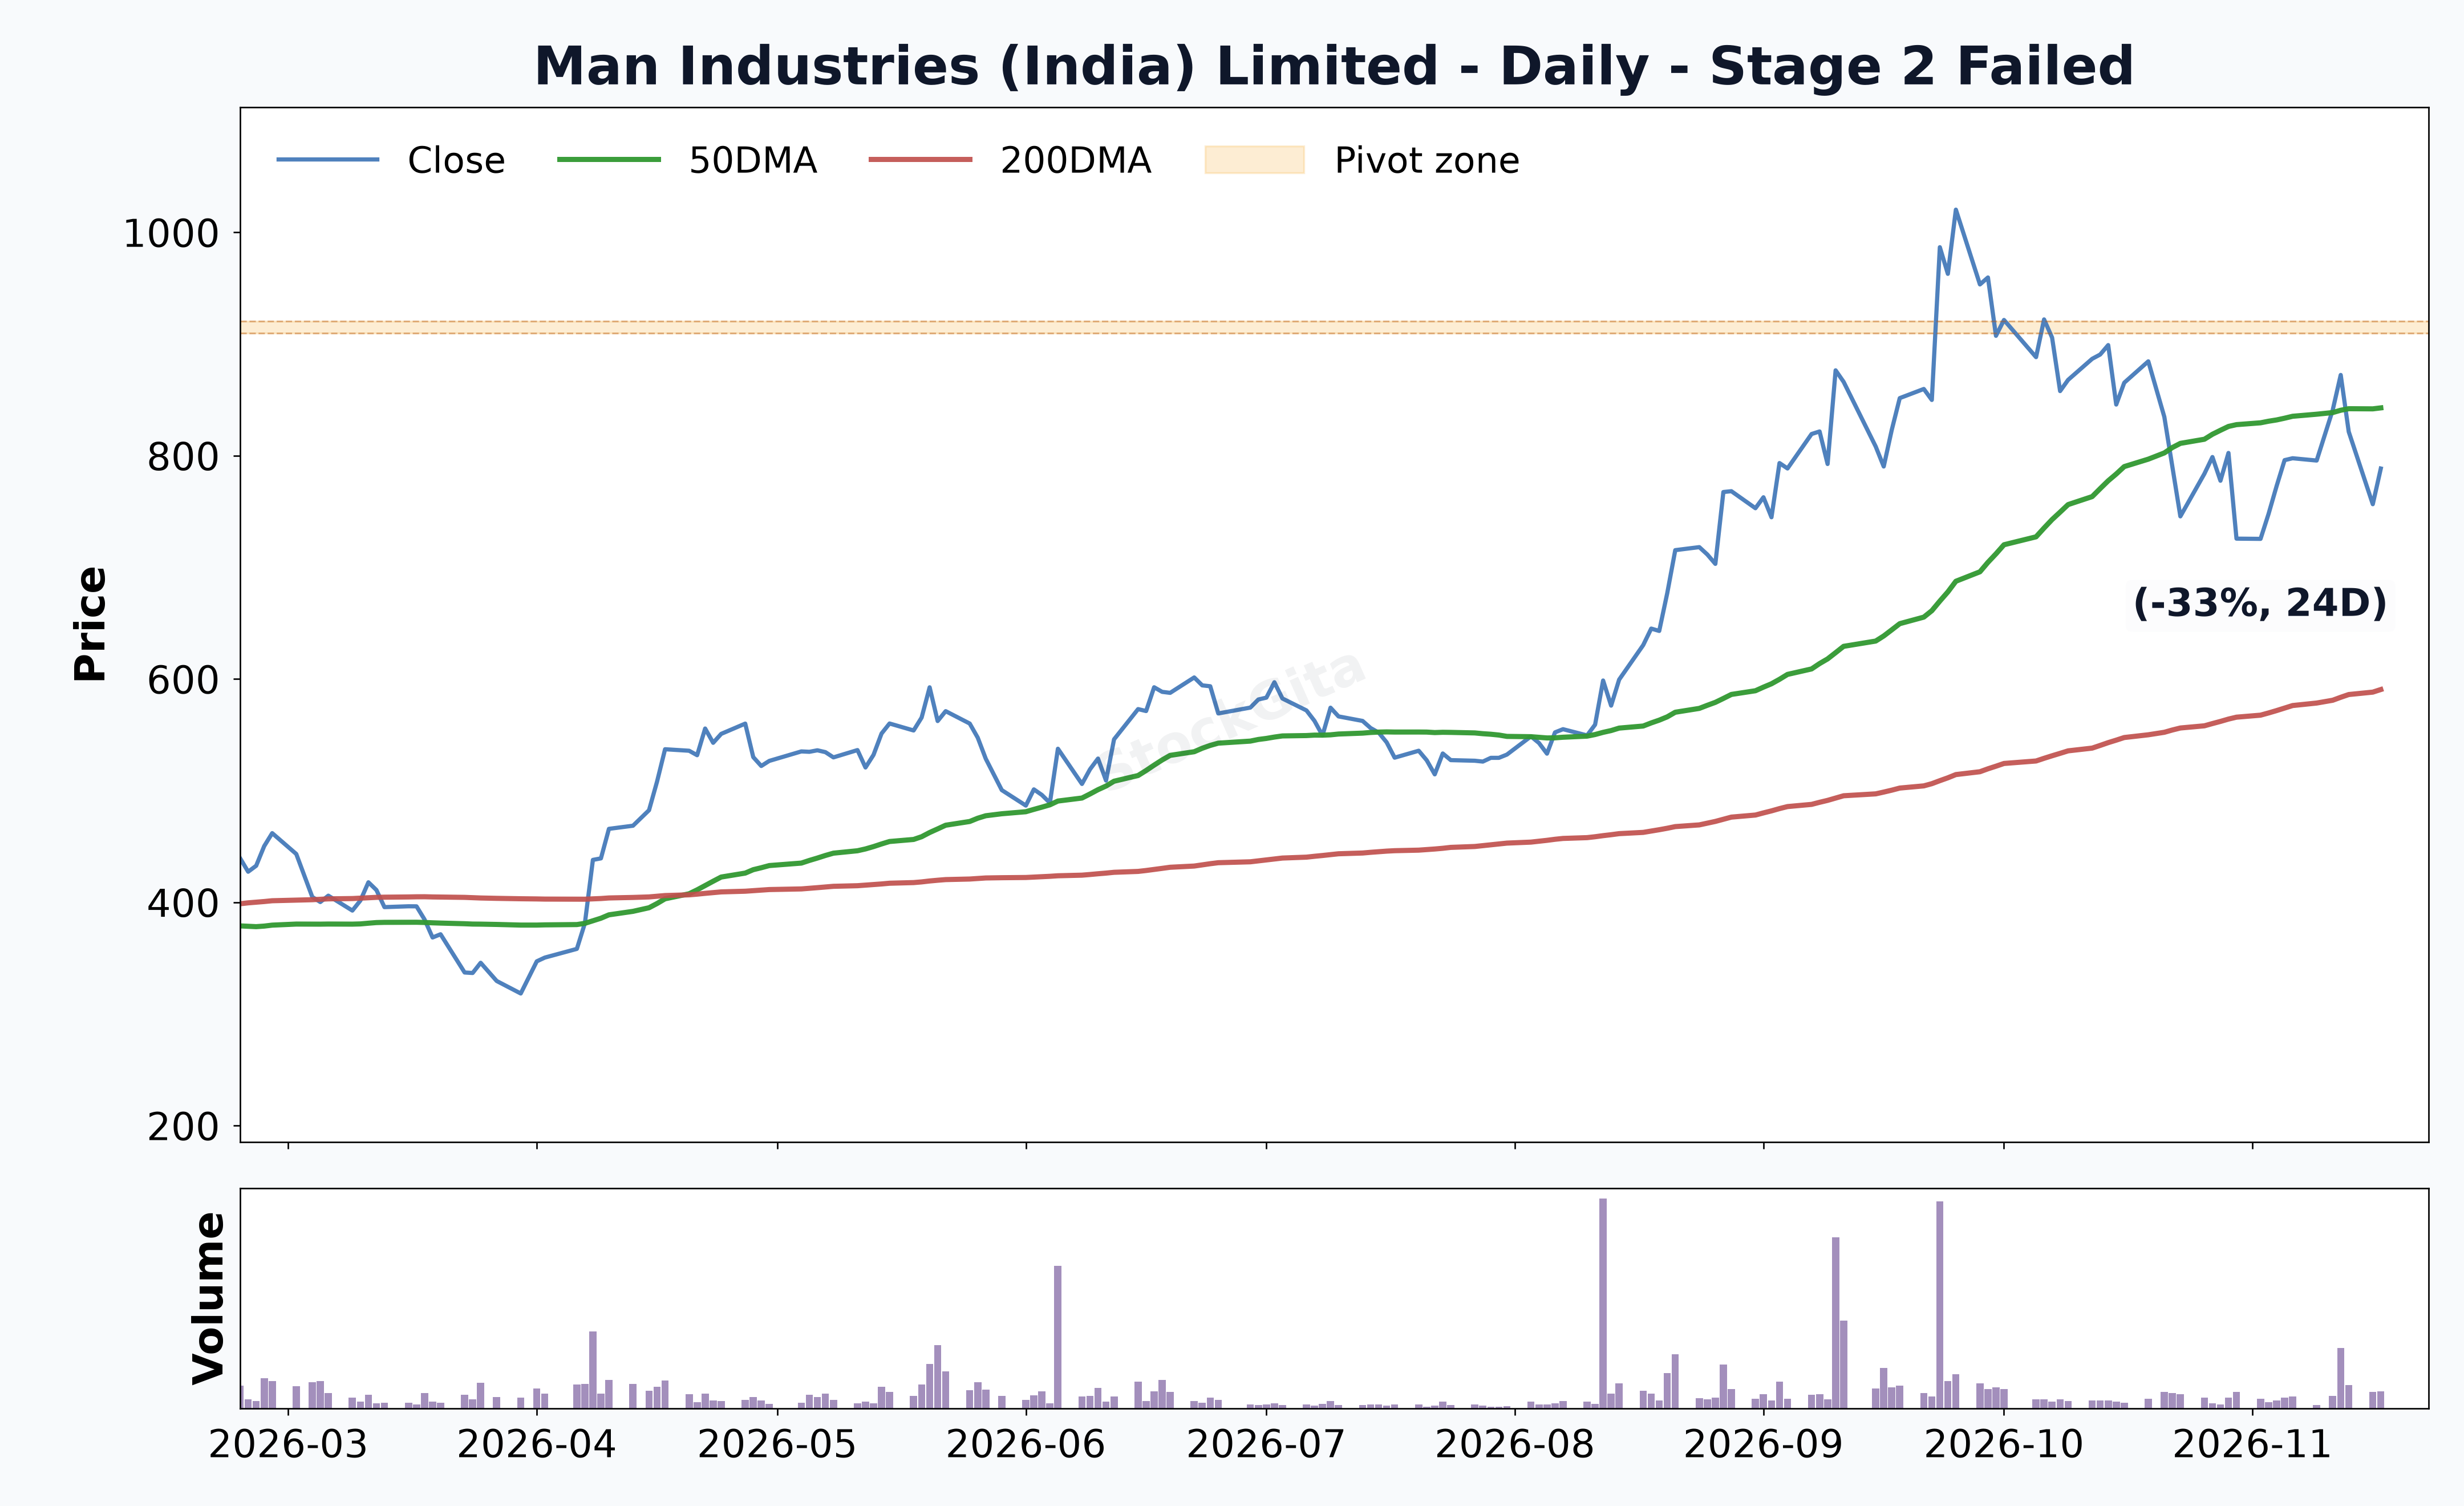 Man Industries (India) Limited - Daily - Stage 2 Failed
Close 50DMA 200DMA Pivot zone
1000
800
600
400
200
Price
(-33%, 24D)
StockGita
Volume
2026-03 2026-04 2026-05 2026-06 2026-07 2026-08 2026-09 2026-10 2026-11